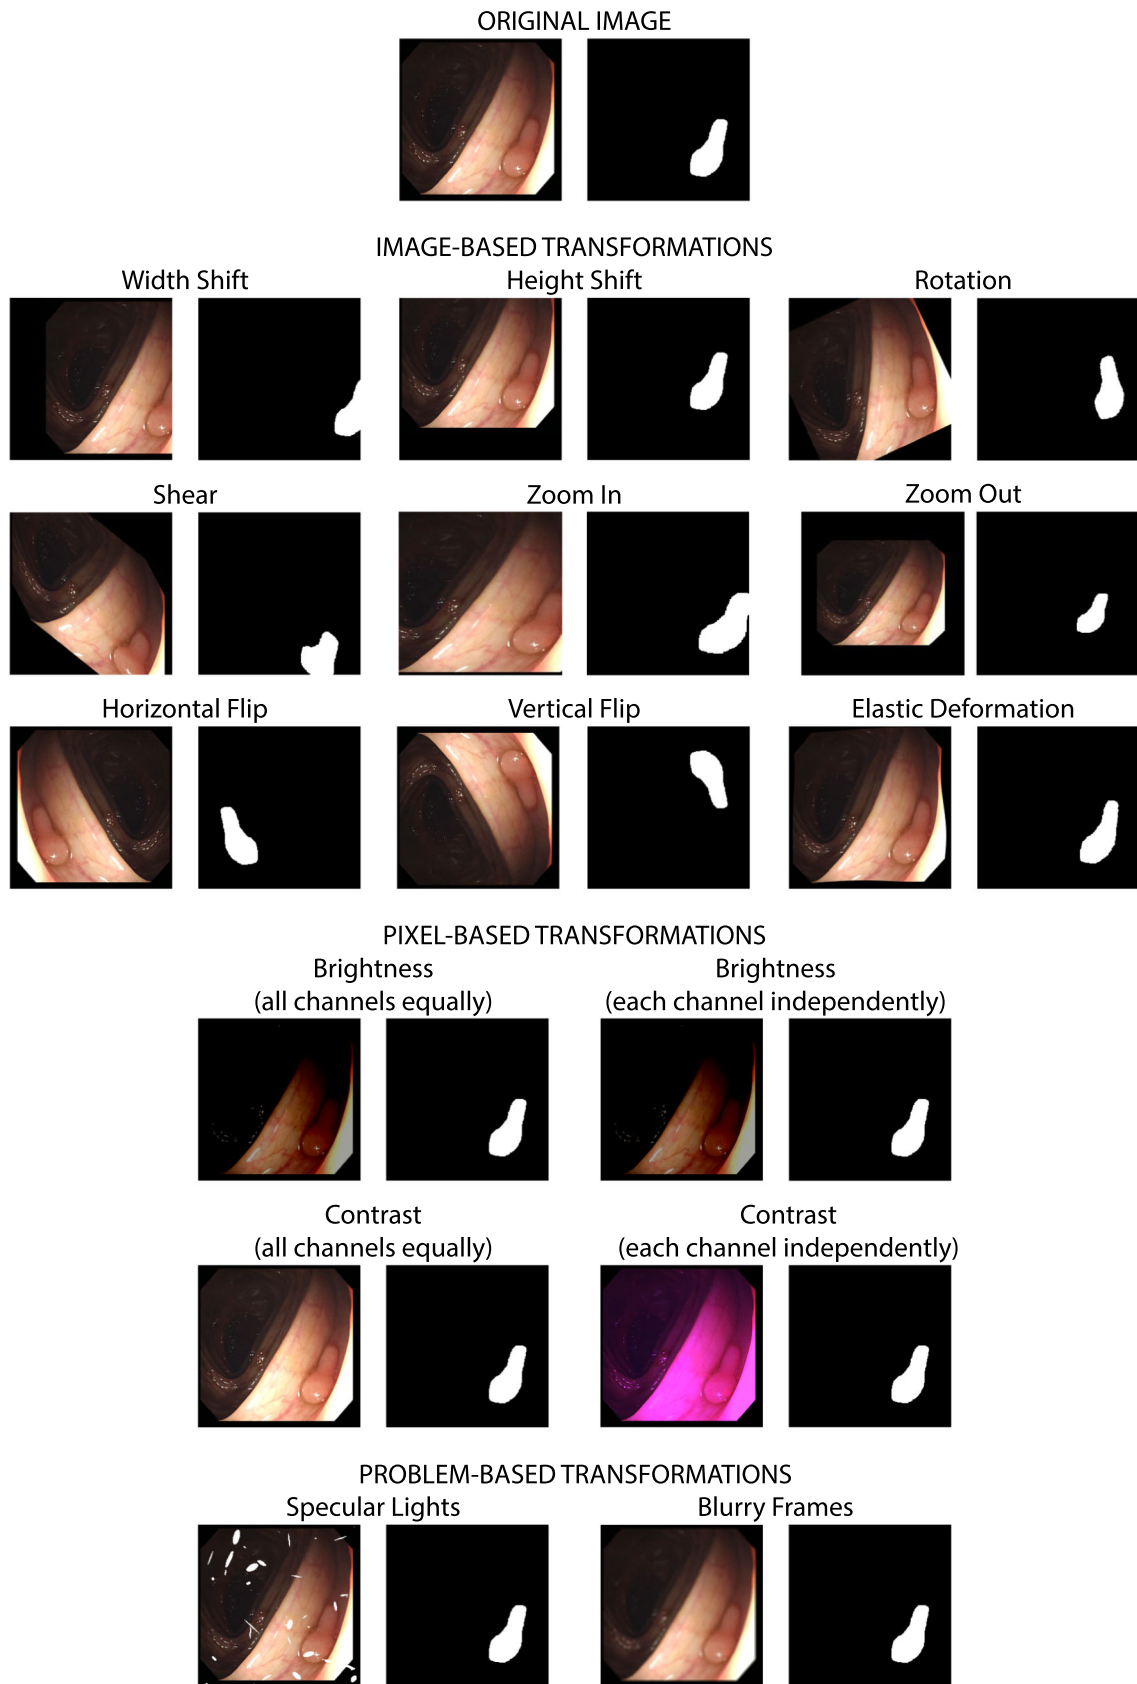 ORIGINAL IMAGE
IMAGE-BASED TRANSFORMATIONS
Width Shift
Height Shift
Rotation
Shear
Zoom In
Zoom Out
Horizontal Flip
Vertical Flip
Elastic Deformation
PIXEL-BASED TRANSFORMATIONS
Brightness
(all channels equally)
Brightness
(each channel independently)
Contrast
(all channels equally)
Contrast
(each channel independently)
PROBLEM-BASED TRANSFORMATIONS
Specular Lights
Blurry Frames